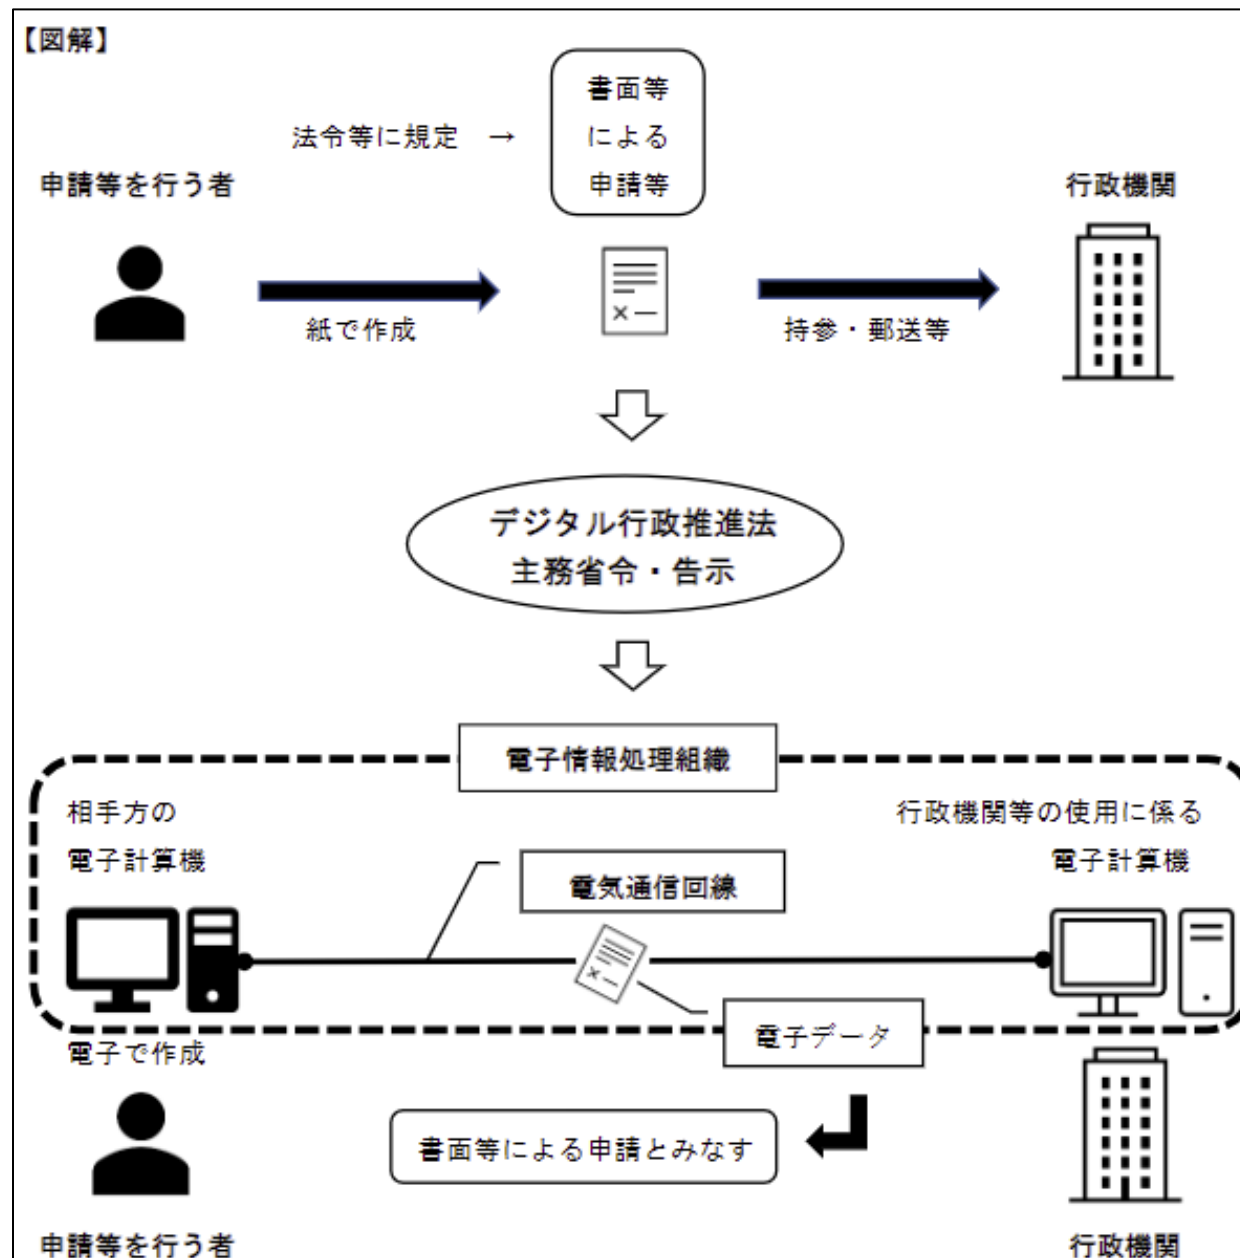 【図解】
書面等
法令等に規定 →
による
申請等
申請等を行う者
行政機関
紙で作成
持参・郵送等
デジタル行政推進法
主務省令・告示
電子情報処理組織
相手方の
電子計算機
行政機関等の使用に係る
電子計算機
電気通信回線
電子データ
電子で作成
書面等による申請とみなす
申請等を行う者
行政機関